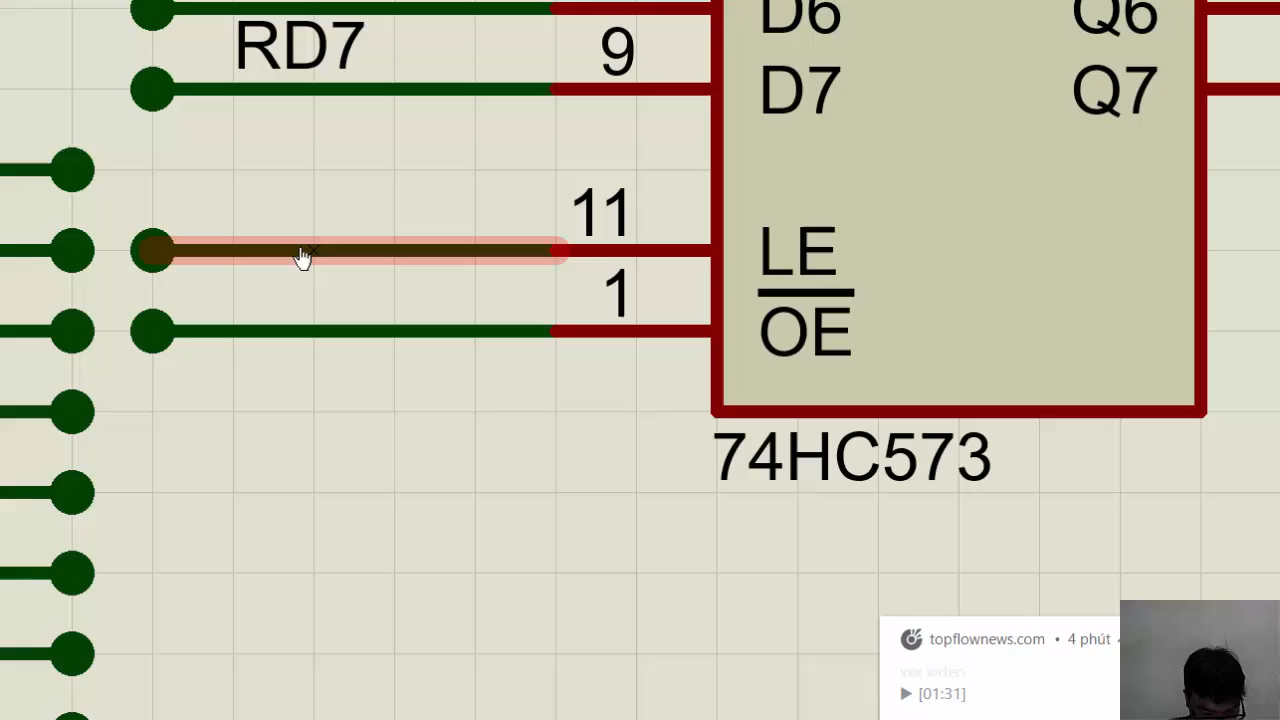 D6 Q6
RD7 9
D7 Q7
11
LE
1
OE
74HC573
topflownews.com • 4 phút
[01:31]